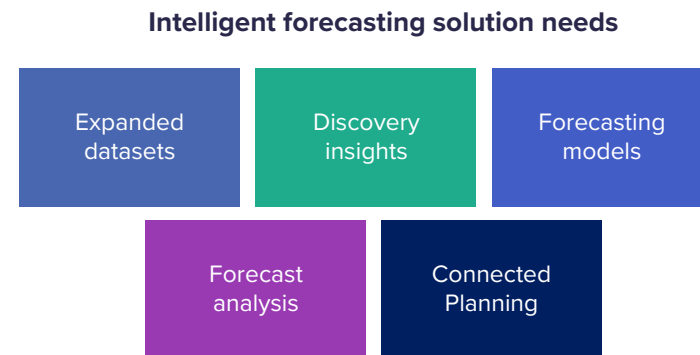 Intelligent forecasting solution needs
Expanded
datasets
Discovery
insights
Forecasting
models
Forecast
analysis
Connected
Planning